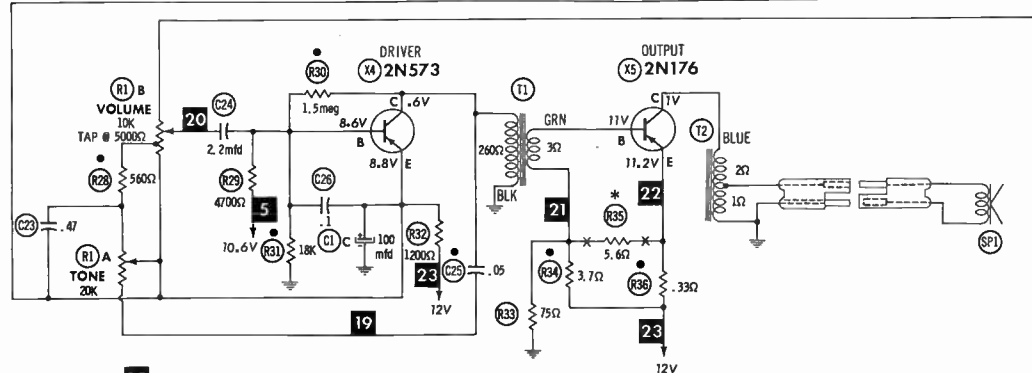 DRIVER
X4 2N573
OUTPUT
X5 2N176
R30
1.5meg
C .6V
8.6V
B
8.8V E
R1 B
VOLUME
10K
TAP @ 5000Ω
20
C24
2.2mfd
R28
560Ω
R29
4700Ω
5
10.6V
C26
.1
R31
18K
C1 C
100
mfd
R32
1200Ω
23
12V
C25
.05
C23
.47
R1 A
TONE
20K
19
T1
260Ω
3Ω
GRN
BLK
C 1V
11V
B
11.2V E
T2
BLUE
2Ω
1Ω
21
22
*
R35
5.6Ω
R34
3.7Ω
R36
.33Ω
R33
75Ω
23
12V
SP1